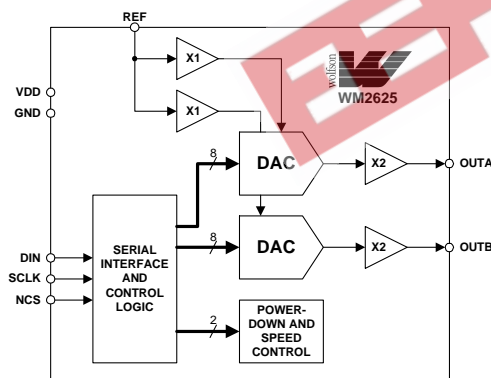 REF
X1
wolfson
WM2625
VDD
GND
X1
8
DAC
X2
OUTA
8
DAC
X2
OUTB
DIN
SCLK
NCS
SERIAL
INTERFACE
AND
CONTROL
LOGIC
2
POWER-
DOWN AND
SPEED
CONTROL